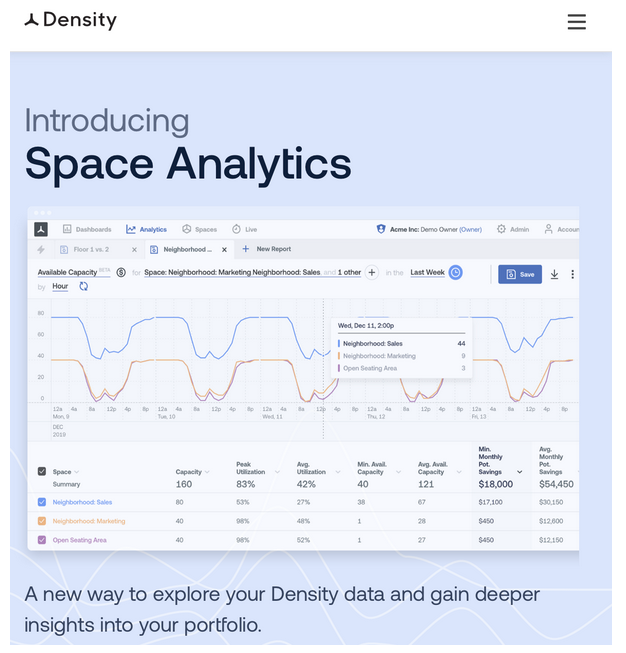 Density
Introducing
Space Analytics
Dashboards Analytics Spaces Live Acme Inc: Demo Owner (Owner) Admin Accoun
Floor 1 vs. 2 × Neighborhood ... × + New Report
Available Capacity BETA for Space: Neighborhood: Marketing Neighborhood: Sales and 1 other + in the Last Week Save
by Hour
80
60
40
20
0
Wed, Dec 11, 2:00p
Neighborhood: Sales 44
Neighborhood: Marketing 9
Open Seating Area 3
12a 4a 8a 12p 4p 8p 12a 4a 8a 12p 4p 8p 12a 4a 8a 12p 4p 8p 12a 4a 8a 12p 4p 8p 12a 4a 8a 12p 4p 8p
Mon, 9 Tue, 10 Wed, 11 Thu, 12 Fri, 13
DEC
2019
Space Capacity Peak Utilization Avg. Utilization Min. Avail. Capacity Avg. Avail. Capacity Min. Monthly Pot. Savings Avg. Monthly Pot. Savings
Summary 160 83% 42% 40 121 $18,000 $54,450
Neighborhood: Sales 80 53% 27% 38 67 $17,100 $30,150
Neighborhood: Marketing 40 98% 48% 1 28 $450 $12,600
Open Seating Area 40 98% 52% 1 27 $450 $12,150
A new way to explore your Density data and gain deeper
insights into your portfolio.